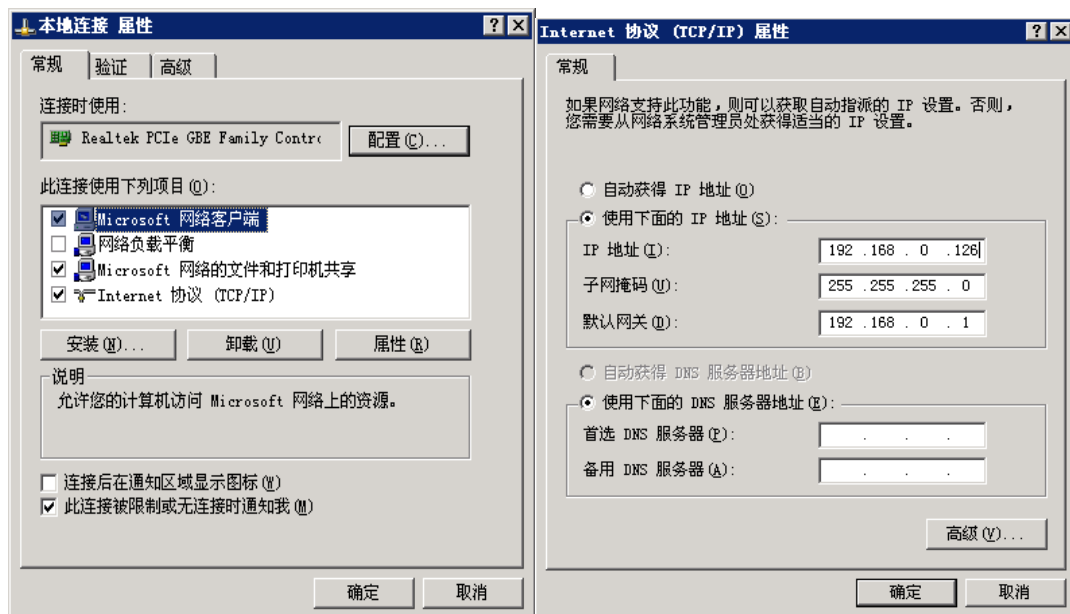 本地连接 属性
常规 验证 高级
连接时使用:
Realtek PCIe GBE Family Contr
配置(C)...
此连接使用下列项目(O):
Microsoft 网络客户端
网络负载平衡
Microsoft 网络的文件和打印机共享
Internet 协议 (TCP/IP)
安装(N)... 卸载(U) 属性(R)
说明
允许您的计算机访问 Microsoft 网络上的资源。
连接后在通知区域显示图标(W)
此连接被限制或无连接时通知我(M)
确定 取消
Internet 协议 (TCP/IP) 属性
常规
如果网络支持此功能，则可以获取自动指派的 IP 设置。否则，
您需要从网络系统管理员处获得适当的 IP 设置。
自动获得 IP 地址(O)
使用下面的 IP 地址(S):
IP 地址(I): 192 .168 . 0 .126
子网掩码(U): 255 .255 .255 . 0
默认网关(D): 192 .168 . 0 . 1
自动获得 DNS 服务器地址(B)
使用下面的 DNS 服务器地址(E):
首选 DNS 服务器(P): . . .
备用 DNS 服务器(A): . . .
高级(V)...
确定 取消